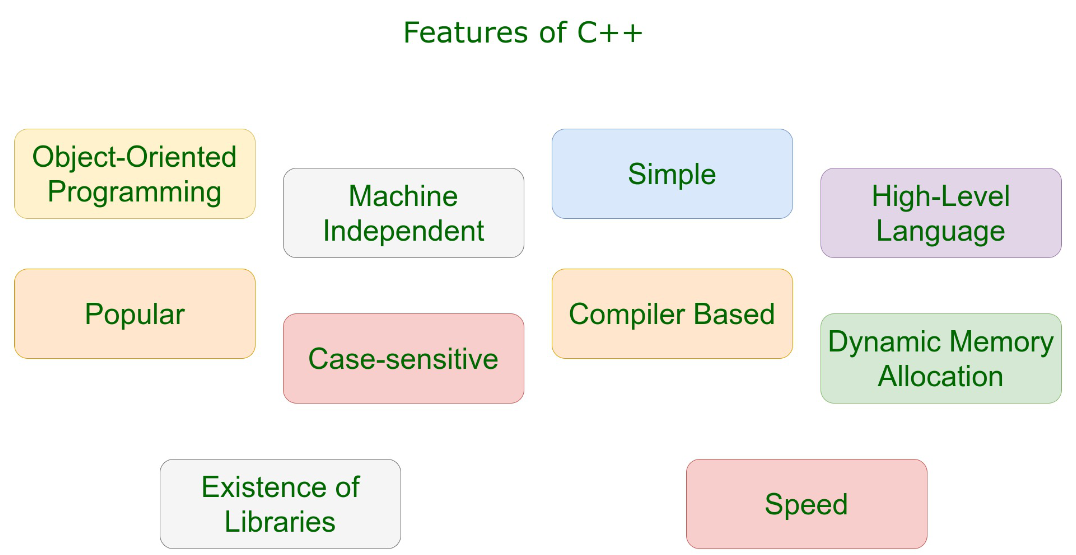 Features of C++
Object-Oriented
Programming
Machine
Independent
Simple
High-Level
Language
Popular
Case-sensitive
Compiler Based
Dynamic Memory
Allocation
Existence of
Libraries
Speed